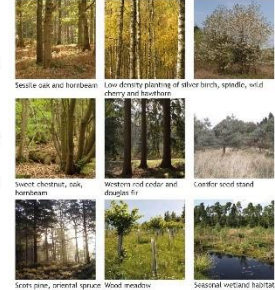 Sessile oak and hornbeam
Low density planting of silver birch, spindle, wild
cherry and hawthorn
Sweet chestnut, oak,
hornbeam
Western red cedar and
douglas fir
Conifer seed stand
Scots pine, oriental spruce
Wood meadow
Seasonal wetland habitat